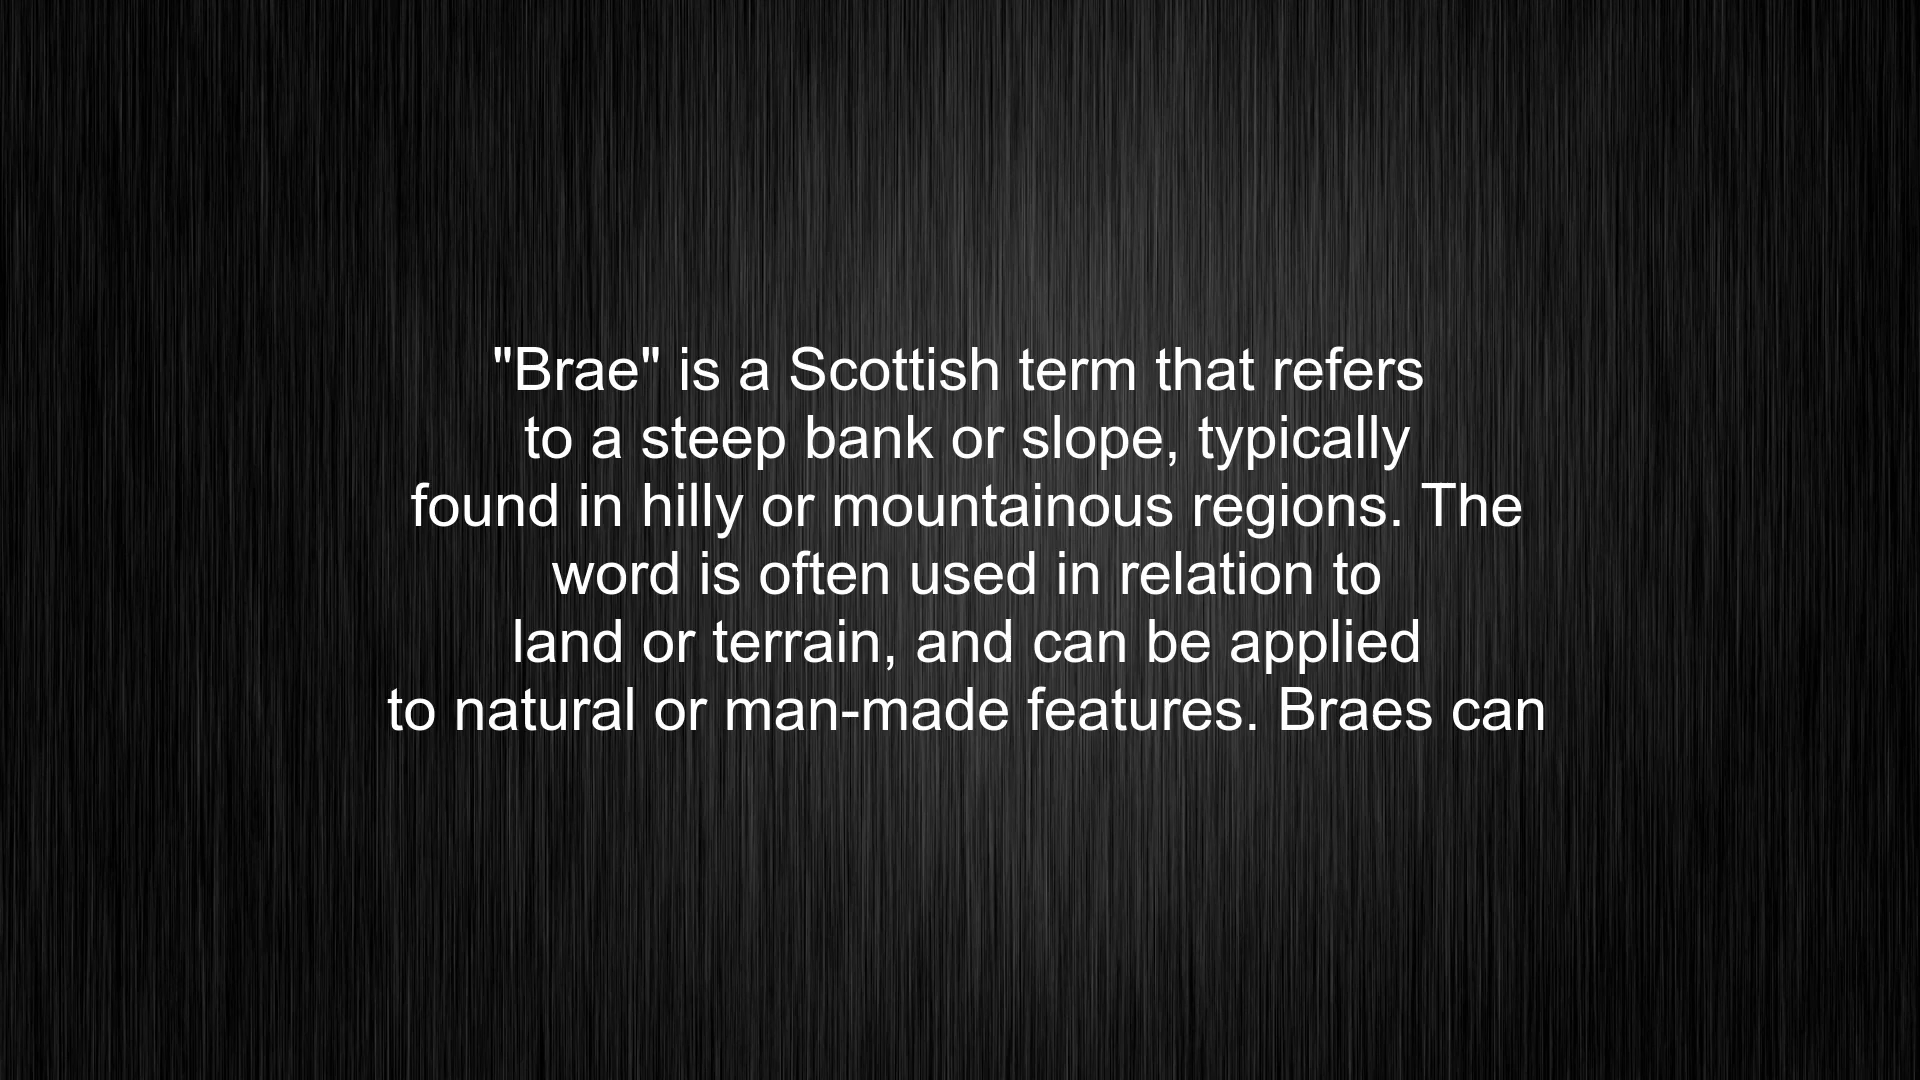 "Brae" is a Scottish term that refers
to a steep bank or slope, typically
found in hilly or mountainous regions. The
word is often used in relation to
land or terrain, and can be applied
to natural or man-made features. Braes can